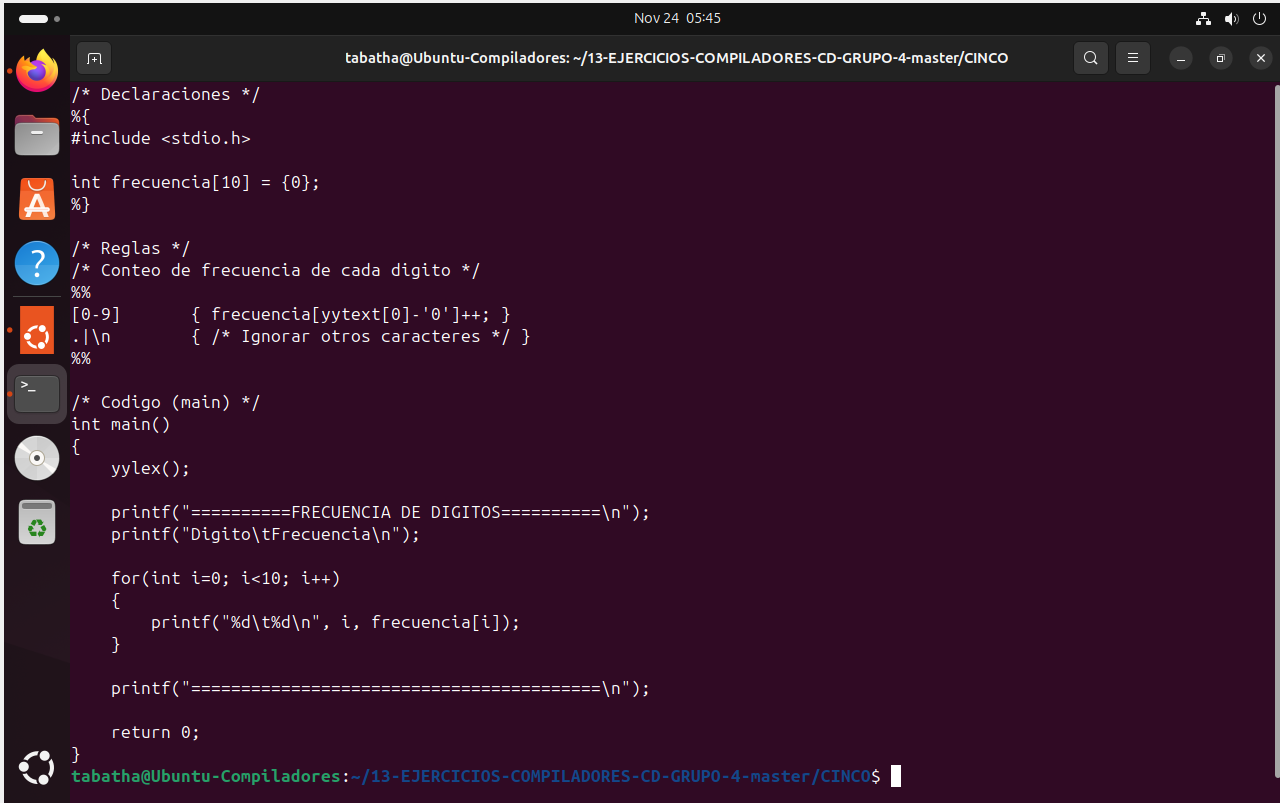 Nov 24  05:45
tabatha@Ubuntu-Compiladores: ~/13-EJERCICIOS-COMPILADORES-CD-GRUPO-4-master/CINCO
/* Declaraciones */
%{
#include <stdio.h>

int frecuencia[10] = {0};
%}

/* Reglas */
/* Conteo de frecuencia de cada digito */
%%
[0-9]       { frecuencia[yytext[0]-'0']++; }
.|\n        { /* Ignorar otros caracteres */ }
%%

/* Codigo (main) */
int main()
{
    yylex();

    printf("==========FRECUENCIA DE DIGITOS==========\n");
    printf("Digito\tFrecuencia\n");

    for(int i=0; i<10; i++)
    {
        printf("%d\t%d\n", i, frecuencia[i]);
    }

    printf("=========================================\n");

    return 0;
}
tabatha@Ubuntu-Compiladores:~/13-EJERCICIOS-COMPILADORES-CD-GRUPO-4-master/CINCO$